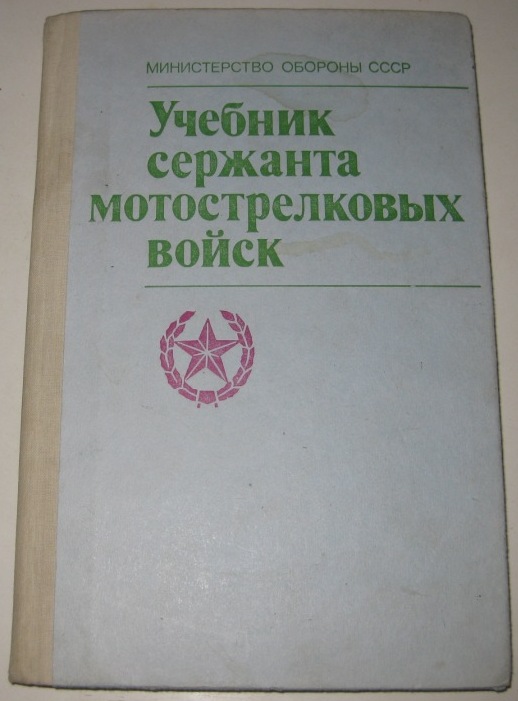 МИНИСТЕРСТВО ОБОРОНЫ СССР
Учебник
сержанта
мотострелковых
войск